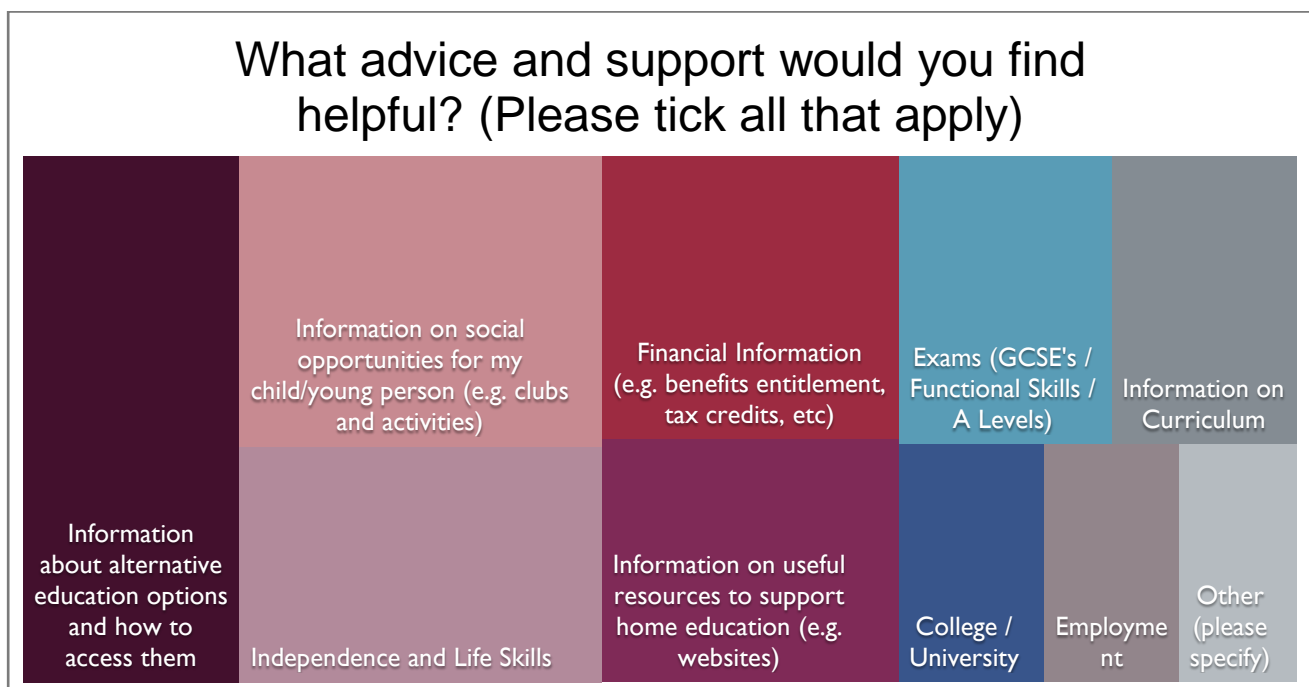 What advice and support would you find
helpful? (Please tick all that apply)
Information
about alternative
education options
and how to
access them
Information on social
opportunities for my
child/young person (e.g. clubs
and activities)
Independence and Life Skills
Financial Information
(e.g. benefits entitlement,
tax credits, etc)
Information on useful
resources to support
home education (e.g.
websites)
Exams (GCSE's /
Functional Skills /
A Levels)
Information on
Curriculum
College /
University
Employme
nt
Other
(please
specify)